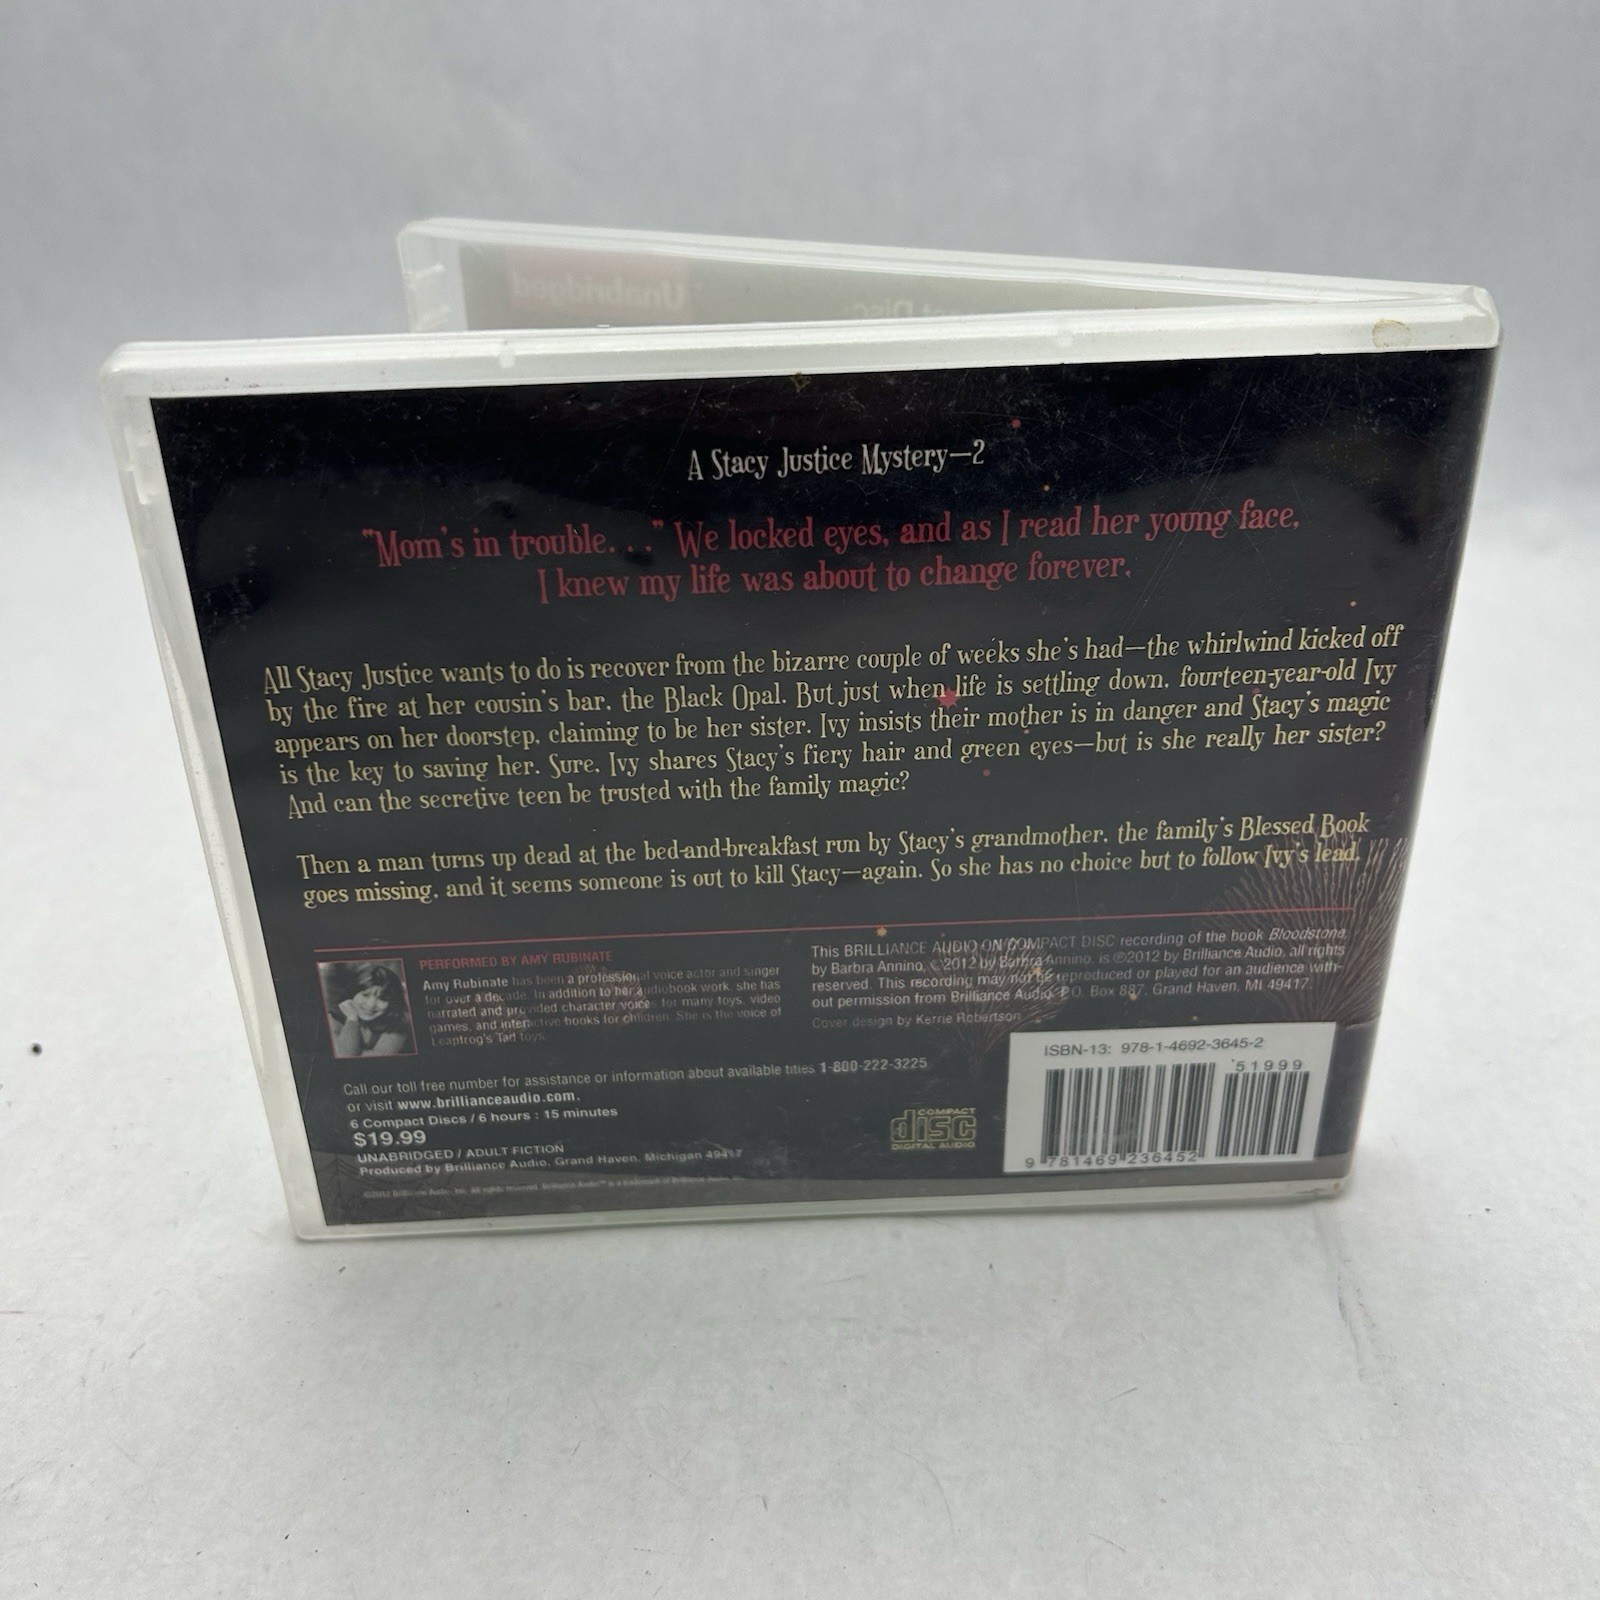 Unabridged
A Stacy Justice Mystery—2
"Mom's in trouble. . ." We locked eyes, and as I read her young face,
I knew my life was about to change forever.
All Stacy Justice wants to do is recover from the bizarre couple of weeks she's had—the whirlwind kicked off
by the fire at her cousin's bar, the Black Opal. But just when life is settling down, fourteen-year-old Ivy
appears on her doorstep, claiming to be her sister. Ivy insists their mother is in danger and Stacy's magic
is the key to saving her. Sure, Ivy shares Stacy's fiery hair and green eyes—but is she really her sister?
And can the secretive teen be trusted with the family magic?
Then a man turns up dead at the bed-and-breakfast run by Stacy's grandmother, the family's Blessed Book
goes missing, and it seems someone is out to kill Stacy—again. So she has no choice but to follow Ivy's lead.
PERFORMED BY AMY RUBINATE
Amy Rubinate has been a professional voice actor and singer
for over a decade. In addition to her audiobook work, she has
narrated and provided character voices for many toys, video
games, and interactive books for children. She is the voice of
Leapfrog's Tad toys.
This BRILLIANCE AUDIO ON COMPACT DISC recording of the book Bloodstone,
by Barbra Annino, ©2012 by Barbra Annino, is ℗2012 by Brilliance Audio, all rights
reserved. This recording may not be reproduced or played for an audience with-
out permission from Brilliance Audio, P.O. Box 887, Grand Haven, MI 49417.
Cover design by Kerrie Robertson
Call our toll free number for assistance or information about available titles 1-800-222-3225
or visit www.brillianceaudio.com.
6 Compact Discs / 6 hours : 15 minutes
$19.99
UNABRIDGED / ADULT FICTION
Produced by Brilliance Audio, Grand Haven, Michigan 49417
©2012 Brilliance Audio, Inc. All rights reserved. Brilliance Audio™ is a trademark of Brilliance Audio, Inc.
COMPACT
disc
DIGITAL AUDIO
ISBN-13: 978-1-4692-3645-2
51999
9 781469 236452